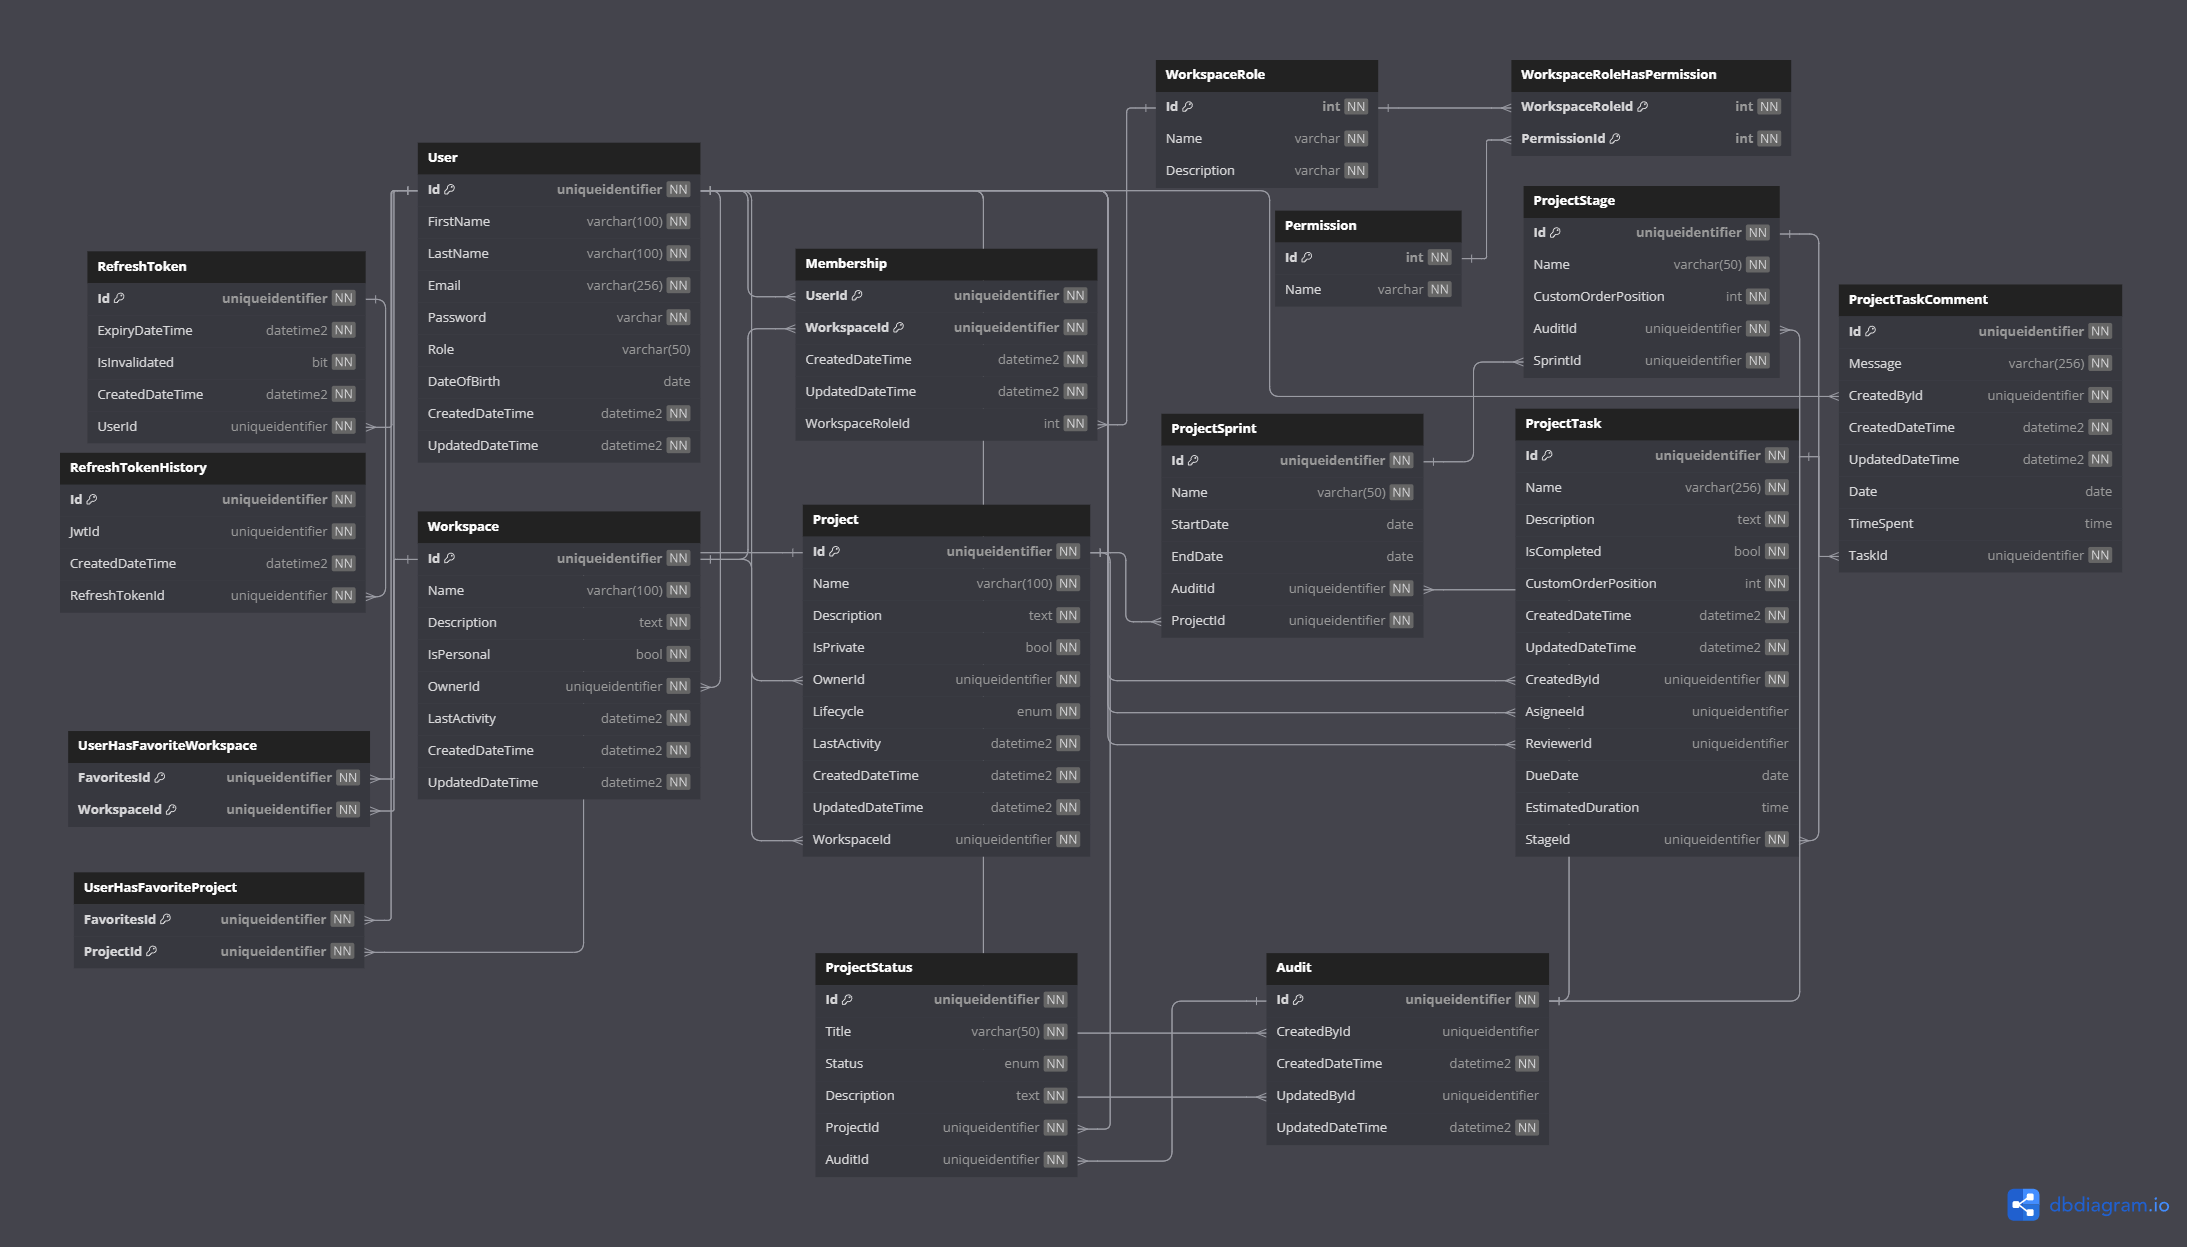 WorkspaceRole
Id int NN
Name varchar NN
Description varchar NN
WorkspaceRoleHasPermission
WorkspaceRoleId int NN
PermissionId int NN
User
Id uniqueidentifier NN
FirstName varchar(100) NN
LastName varchar(100) NN
Email varchar(256) NN
Password varchar NN
Role varchar(50)
DateOfBirth date
CreatedDateTime datetime2 NN
UpdatedDateTime datetime2 NN
ProjectStage
Id uniqueidentifier NN
Name varchar(50) NN
CustomOrderPosition int NN
AuditId uniqueidentifier NN
SprintId uniqueidentifier NN
Permission
Id int NN
Name varchar NN
RefreshToken
Id uniqueidentifier NN
ExpiryDateTime datetime2 NN
IsInvalidated bit NN
CreatedDateTime datetime2 NN
UserId uniqueidentifier NN
Membership
UserId uniqueidentifier NN
WorkspaceId uniqueidentifier NN
CreatedDateTime datetime2 NN
UpdatedDateTime datetime2 NN
WorkspaceRoleId int NN
ProjectTaskComment
Id uniqueidentifier NN
Message varchar(256) NN
CreatedById uniqueidentifier NN
CreatedDateTime datetime2 NN
UpdatedDateTime datetime2 NN
Date date
TimeSpent time
TaskId uniqueidentifier NN
ProjectSprint
Id uniqueidentifier NN
Name varchar(50) NN
StartDate date
EndDate date
AuditId uniqueidentifier NN
ProjectId uniqueidentifier NN
ProjectTask
Id uniqueidentifier NN
Name varchar(256) NN
Description text NN
IsCompleted bool NN
CustomOrderPosition int NN
CreatedDateTime datetime2 NN
UpdatedDateTime datetime2 NN
CreatedById uniqueidentifier NN
AsigneeId uniqueidentifier
ReviewerId uniqueidentifier
DueDate date
EstimatedDuration time
StageId uniqueidentifier NN
RefreshTokenHistory
Id uniqueidentifier NN
JwtId uniqueidentifier NN
CreatedDateTime datetime2 NN
RefreshTokenId uniqueidentifier NN
Workspace
Id uniqueidentifier NN
Name varchar(100) NN
Description text NN
IsPersonal bool NN
OwnerId uniqueidentifier NN
LastActivity datetime2 NN
CreatedDateTime datetime2 NN
UpdatedDateTime datetime2 NN
Project
Id uniqueidentifier NN
Name varchar(100) NN
Description text NN
IsPrivate bool NN
OwnerId uniqueidentifier NN
Lifecycle enum NN
LastActivity datetime2 NN
CreatedDateTime datetime2 NN
UpdatedDateTime datetime2 NN
WorkspaceId uniqueidentifier NN
UserHasFavoriteWorkspace
FavoritesId uniqueidentifier NN
WorkspaceId uniqueidentifier NN
UserHasFavoriteProject
FavoritesId uniqueidentifier NN
ProjectId uniqueidentifier NN
ProjectStatus
Id uniqueidentifier NN
Title varchar(50) NN
Status enum NN
Description text NN
ProjectId uniqueidentifier NN
AuditId uniqueidentifier NN
Audit
Id uniqueidentifier NN
CreatedById uniqueidentifier
CreatedDateTime datetime2 NN
UpdatedById uniqueidentifier
UpdatedDateTime datetime2 NN
dbdiagram.io